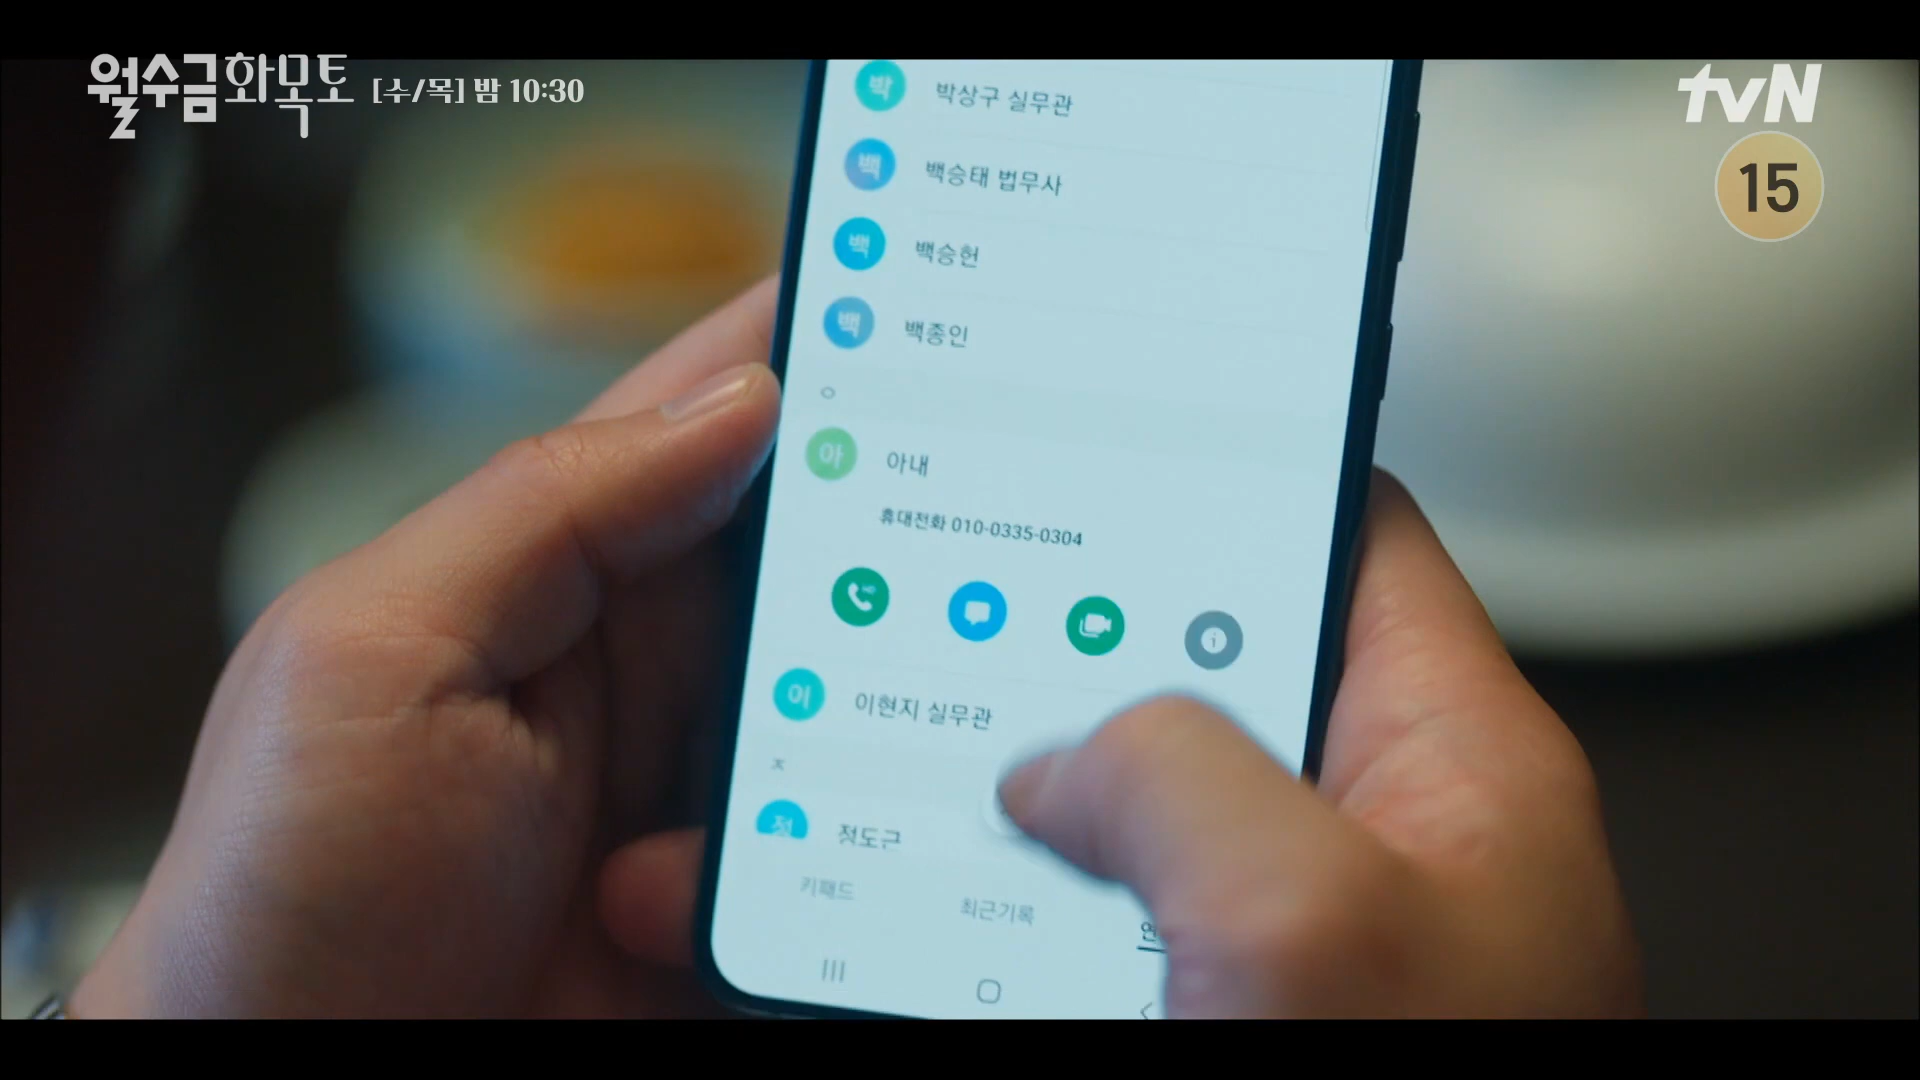 월수금화목토 [수/목] 밤 10:30
tvN
15
박 박상구 실무관
백 백승태 법무사
백 백승헌
백 백종인
ㅇ
아 아내
휴대전화 010-0335-0304
이 이현지 실무관
ㅈ
정 정도근
키패드 최근기록